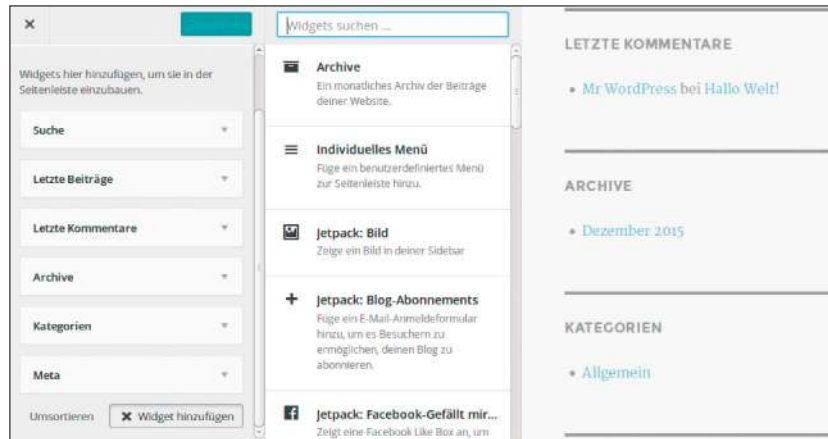 Widgets hier hinzufügen, um sie in der
Seitenleiste einzubauen.
Suche
Letzte Beiträge
Letzte Kommentare
Archive
Kategorien
Meta
Umsortieren
Widget hinzufügen
Widgets suchen ...
Archive
Ein monatliches Archiv der Beiträge
deiner Website.
Individuelles Menü
Füge ein benutzerdefiniertes Menü
zur Seitenleiste hinzu.
Jetpack: Bild
Zeige ein Bild in deiner Sidebar
Jetpack: Blog-Abonnements
Füge ein E-Mail-Anmeldeformular
hinzu, um es Besuchern zu
ermöglichen, deinen Blog zu
abonnieren.
Jetpack: Facebook-Gefällt mir...
Zeigt eine Facebook Like Box an, um
LETZTE KOMMENTARE
Mr WordPress bei Hallo Welt!
ARCHIVE
Dezember 2015
KATEGORIEN
Allgemein